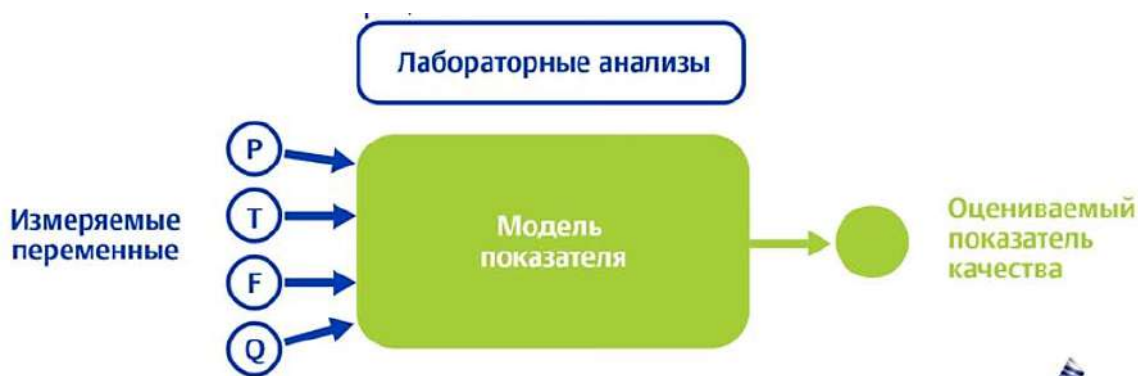 Лабораторные анализы
P
T
F
Q
Измеряемые
переменные
Модель
показателя
Оцениваемый
показатель
качества